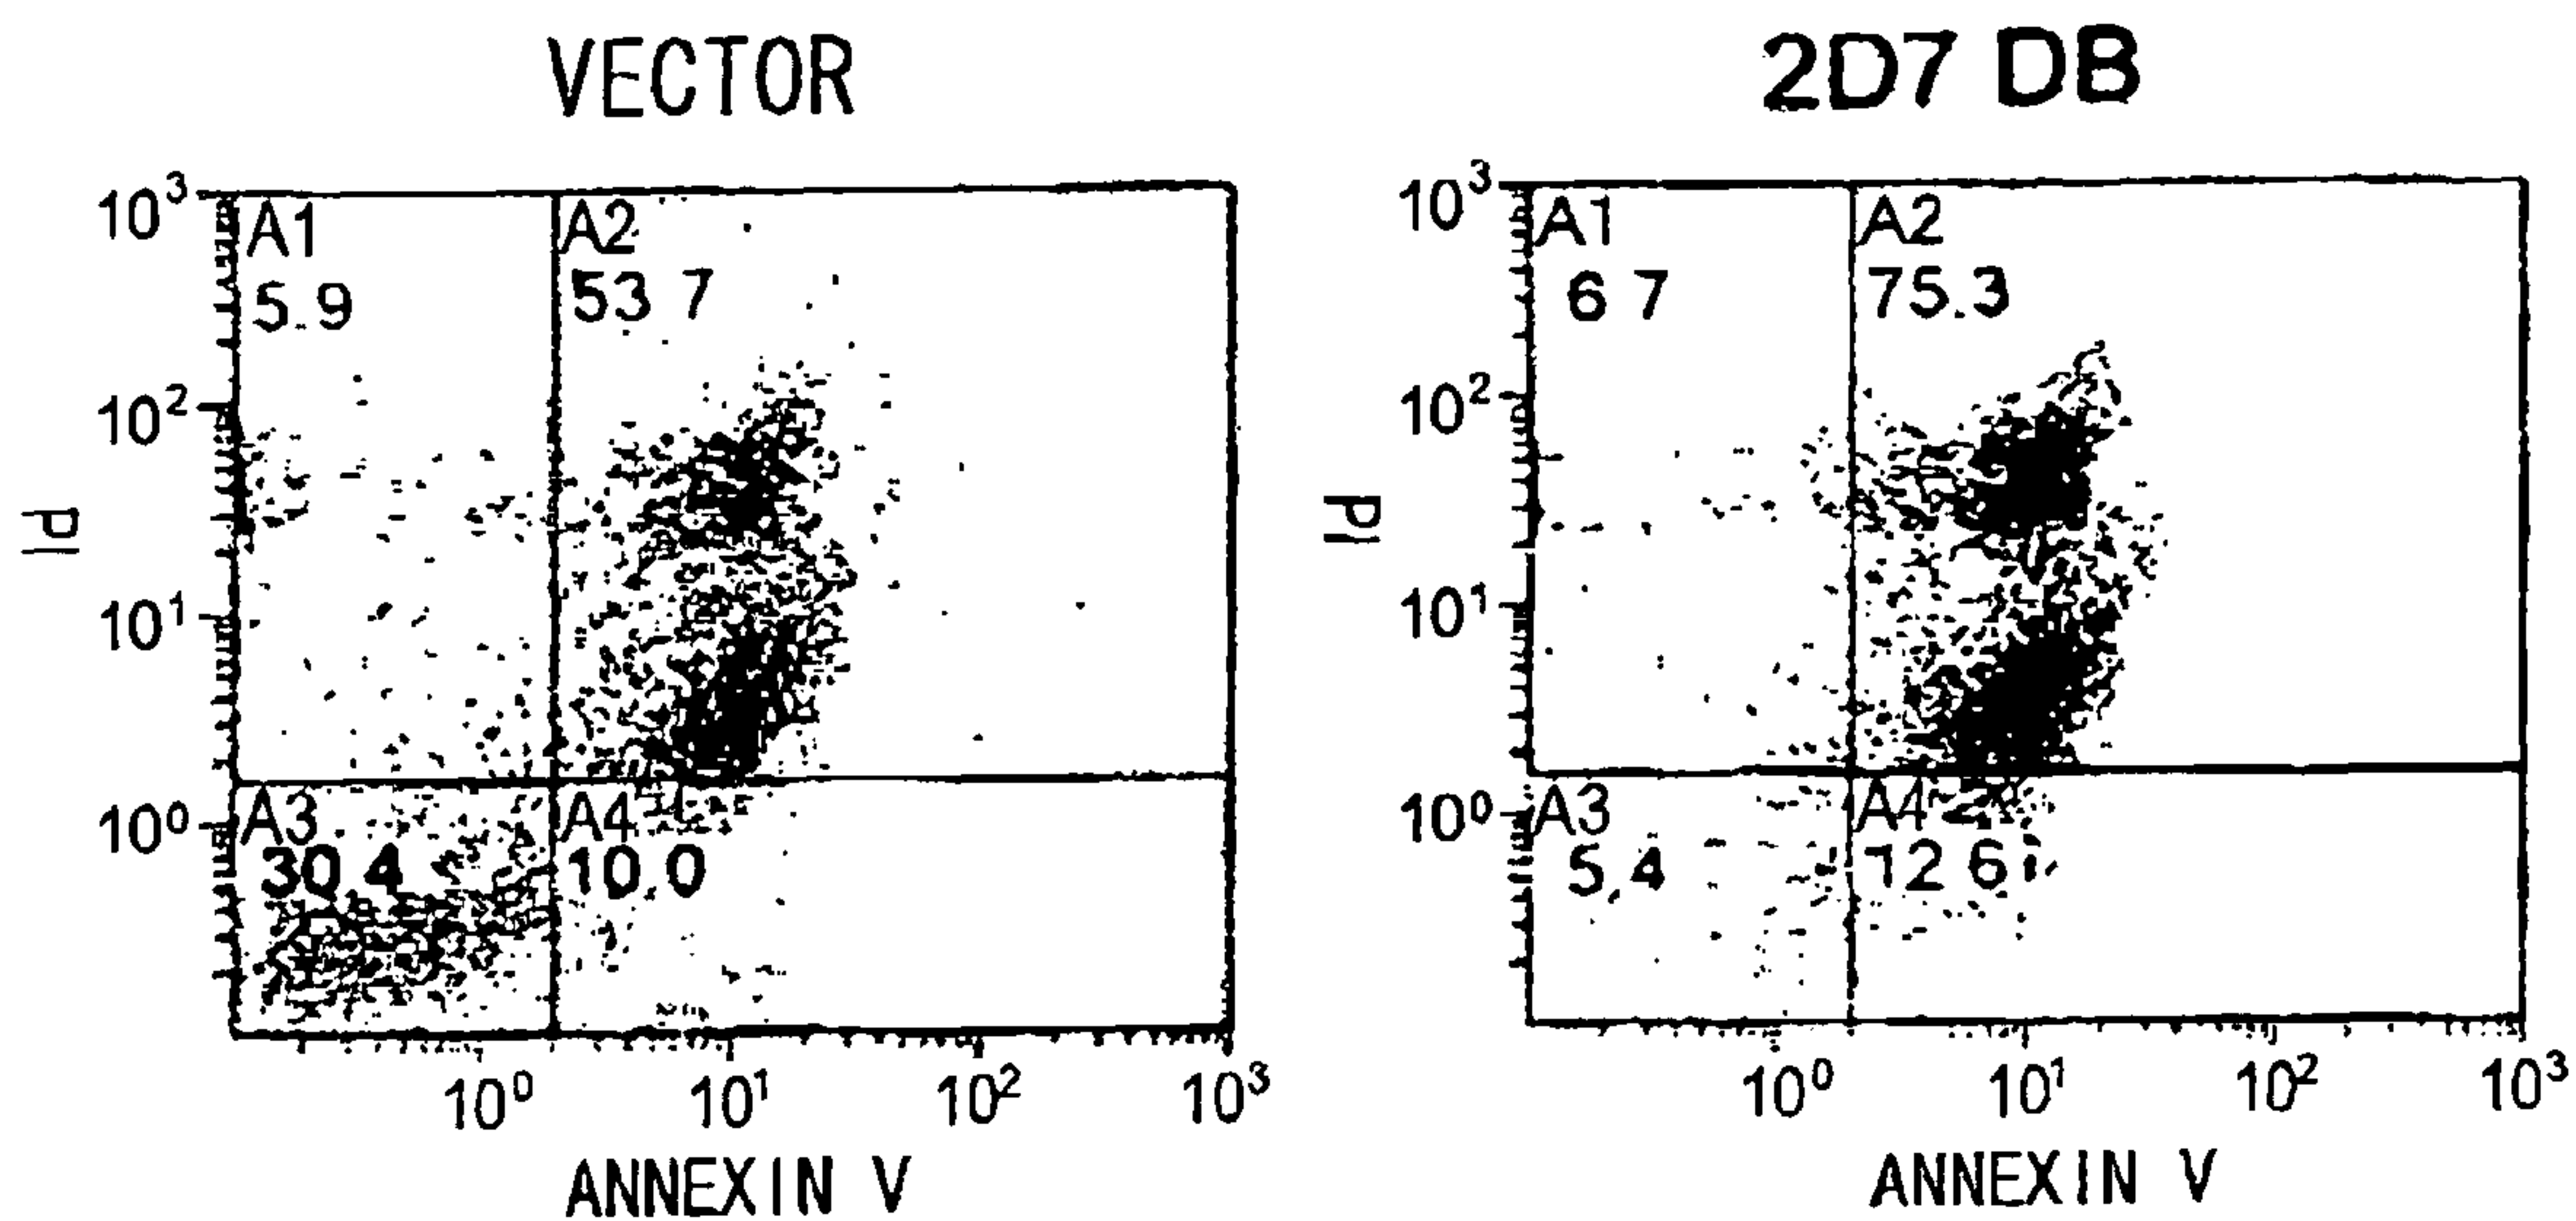 VECTOR
10³
A1
5.9
A2
53 7
10²
PI
10¹
10⁰
A3
30.4
A4
10.0
10⁰ 10¹ 10² 10³
ANNEXIN V
2D7 DB
10³
A1
6 7
A2
75.3
10²
PI
10¹
10⁰
A3
5.4
A4
12 6
10⁰ 10¹ 10² 10³
ANNEXIN V